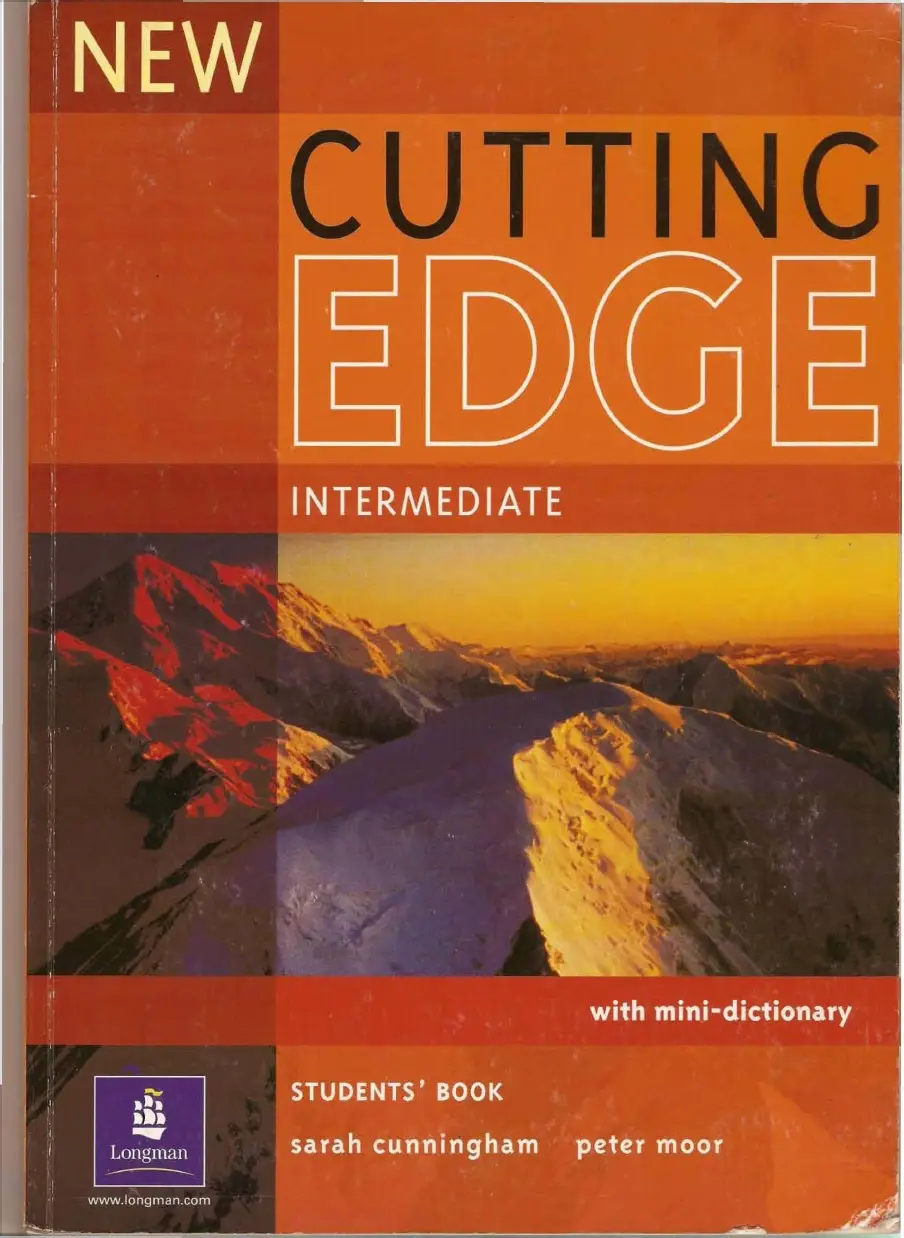 NEW
CUTTING
EDGE
INTERMEDIATE
with mini-dictionary
STUDENTS' BOOK
sarah cunningham peter moor
Longman
www.longman.com